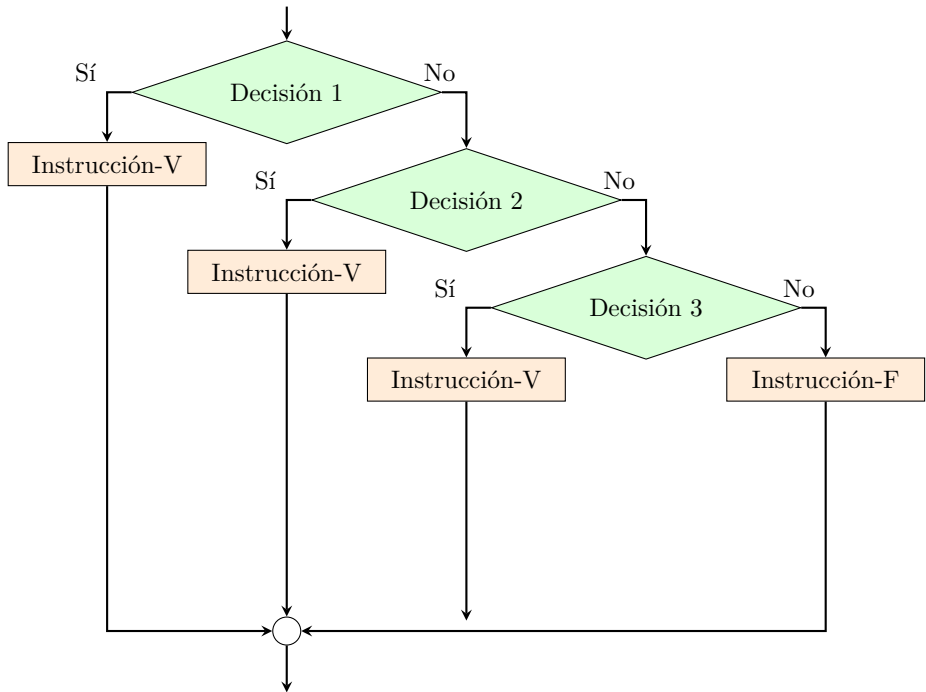 Sí
No
Decisión 1
Instrucción-V
Sí
No
Decisión 2
Instrucción-V
Sí
No
Decisión 3
Instrucción-V
Instrucción-F